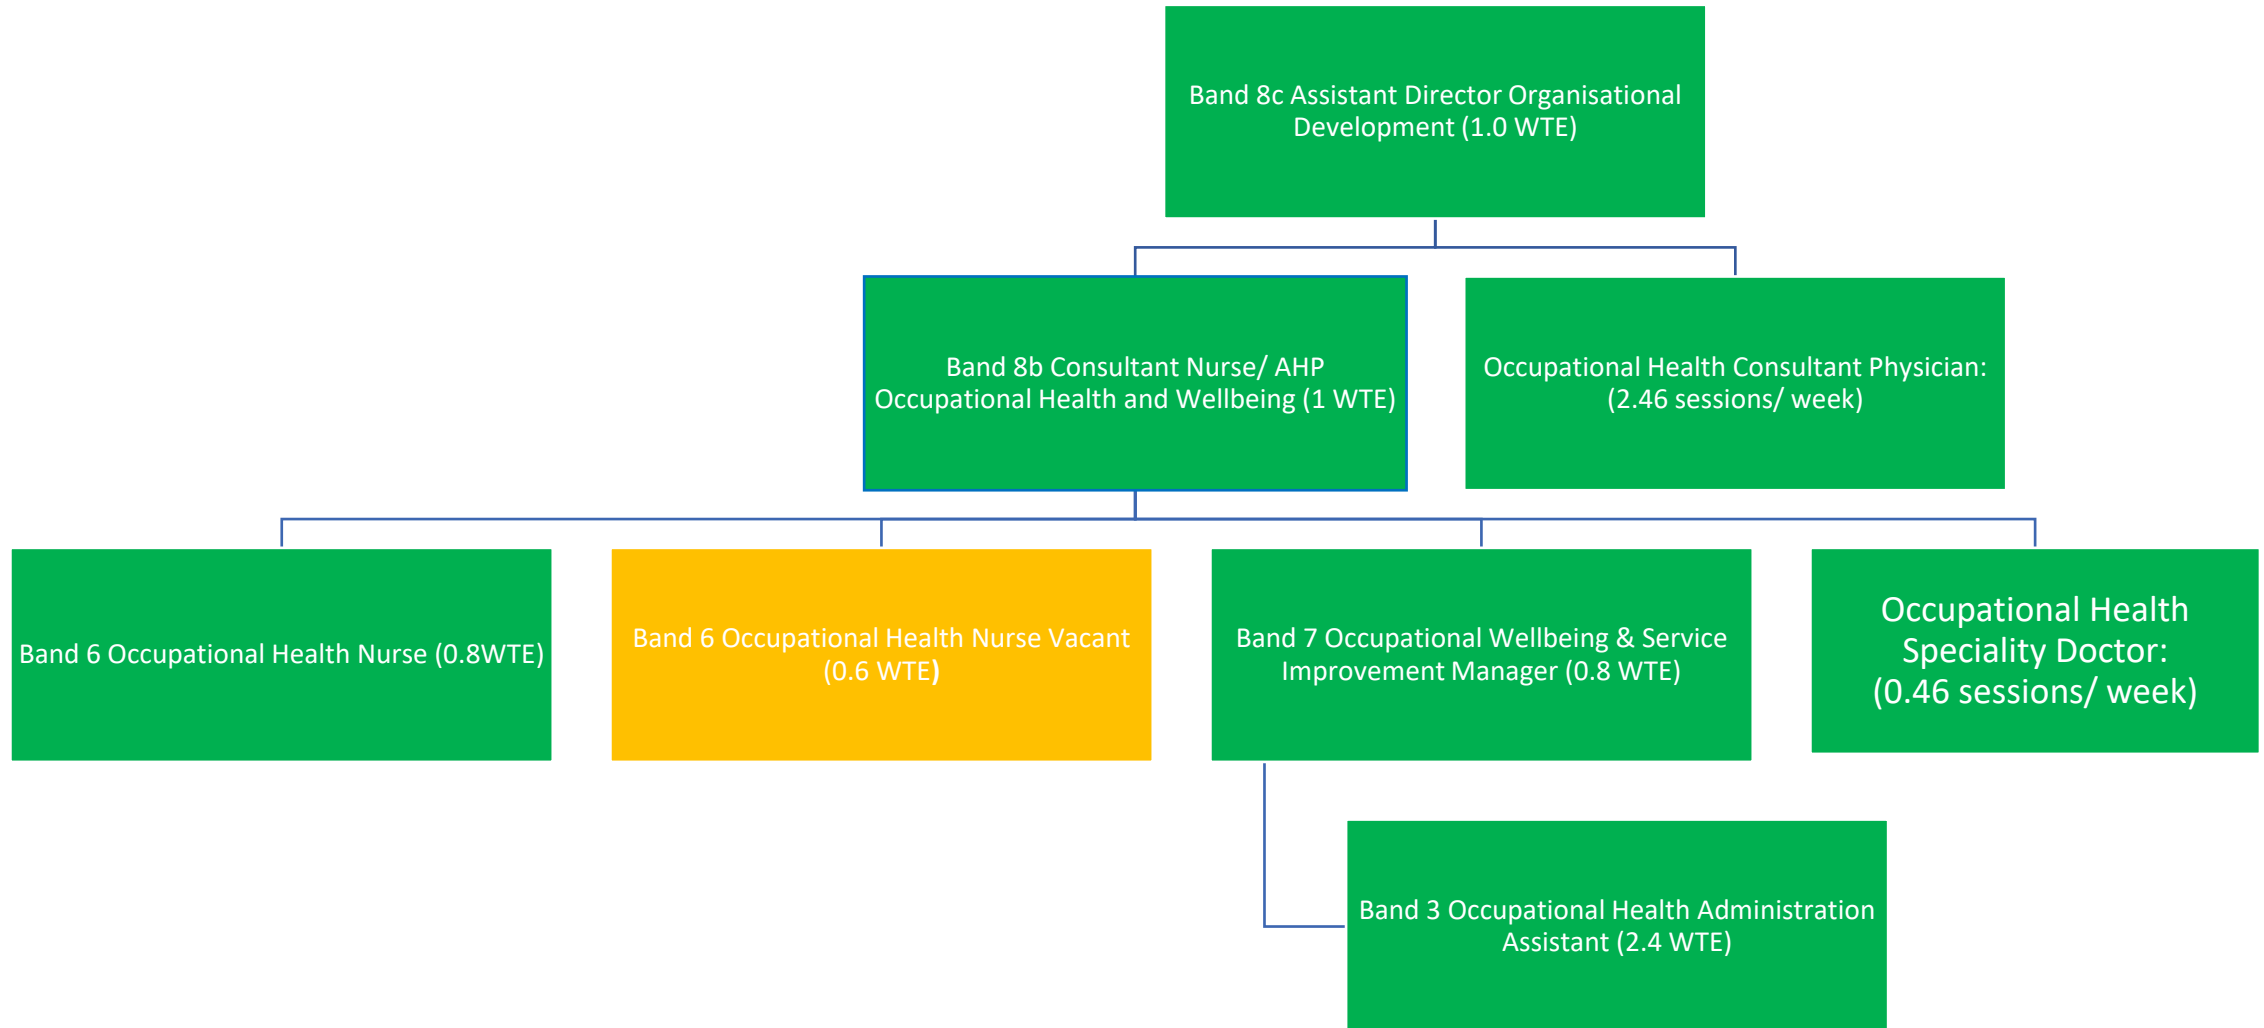 Band 8c Assistant Director Organisational
Development (1.0 WTE)
Band 8b Consultant Nurse/ AHP
Occupational Health and Wellbeing (1 WTE)
Occupational Health Consultant Physician:
(2.46 sessions/ week)
Band 6 Occupational Health Nurse (0.8WTE)
Band 6 Occupational Health Nurse Vacant
(0.6 WTE)
Band 7 Occupational Wellbeing & Service
Improvement Manager (0.8 WTE)
Occupational Health
Speciality Doctor:
(0.46 sessions/ week)
Band 3 Occupational Health Administration
Assistant (2.4 WTE)